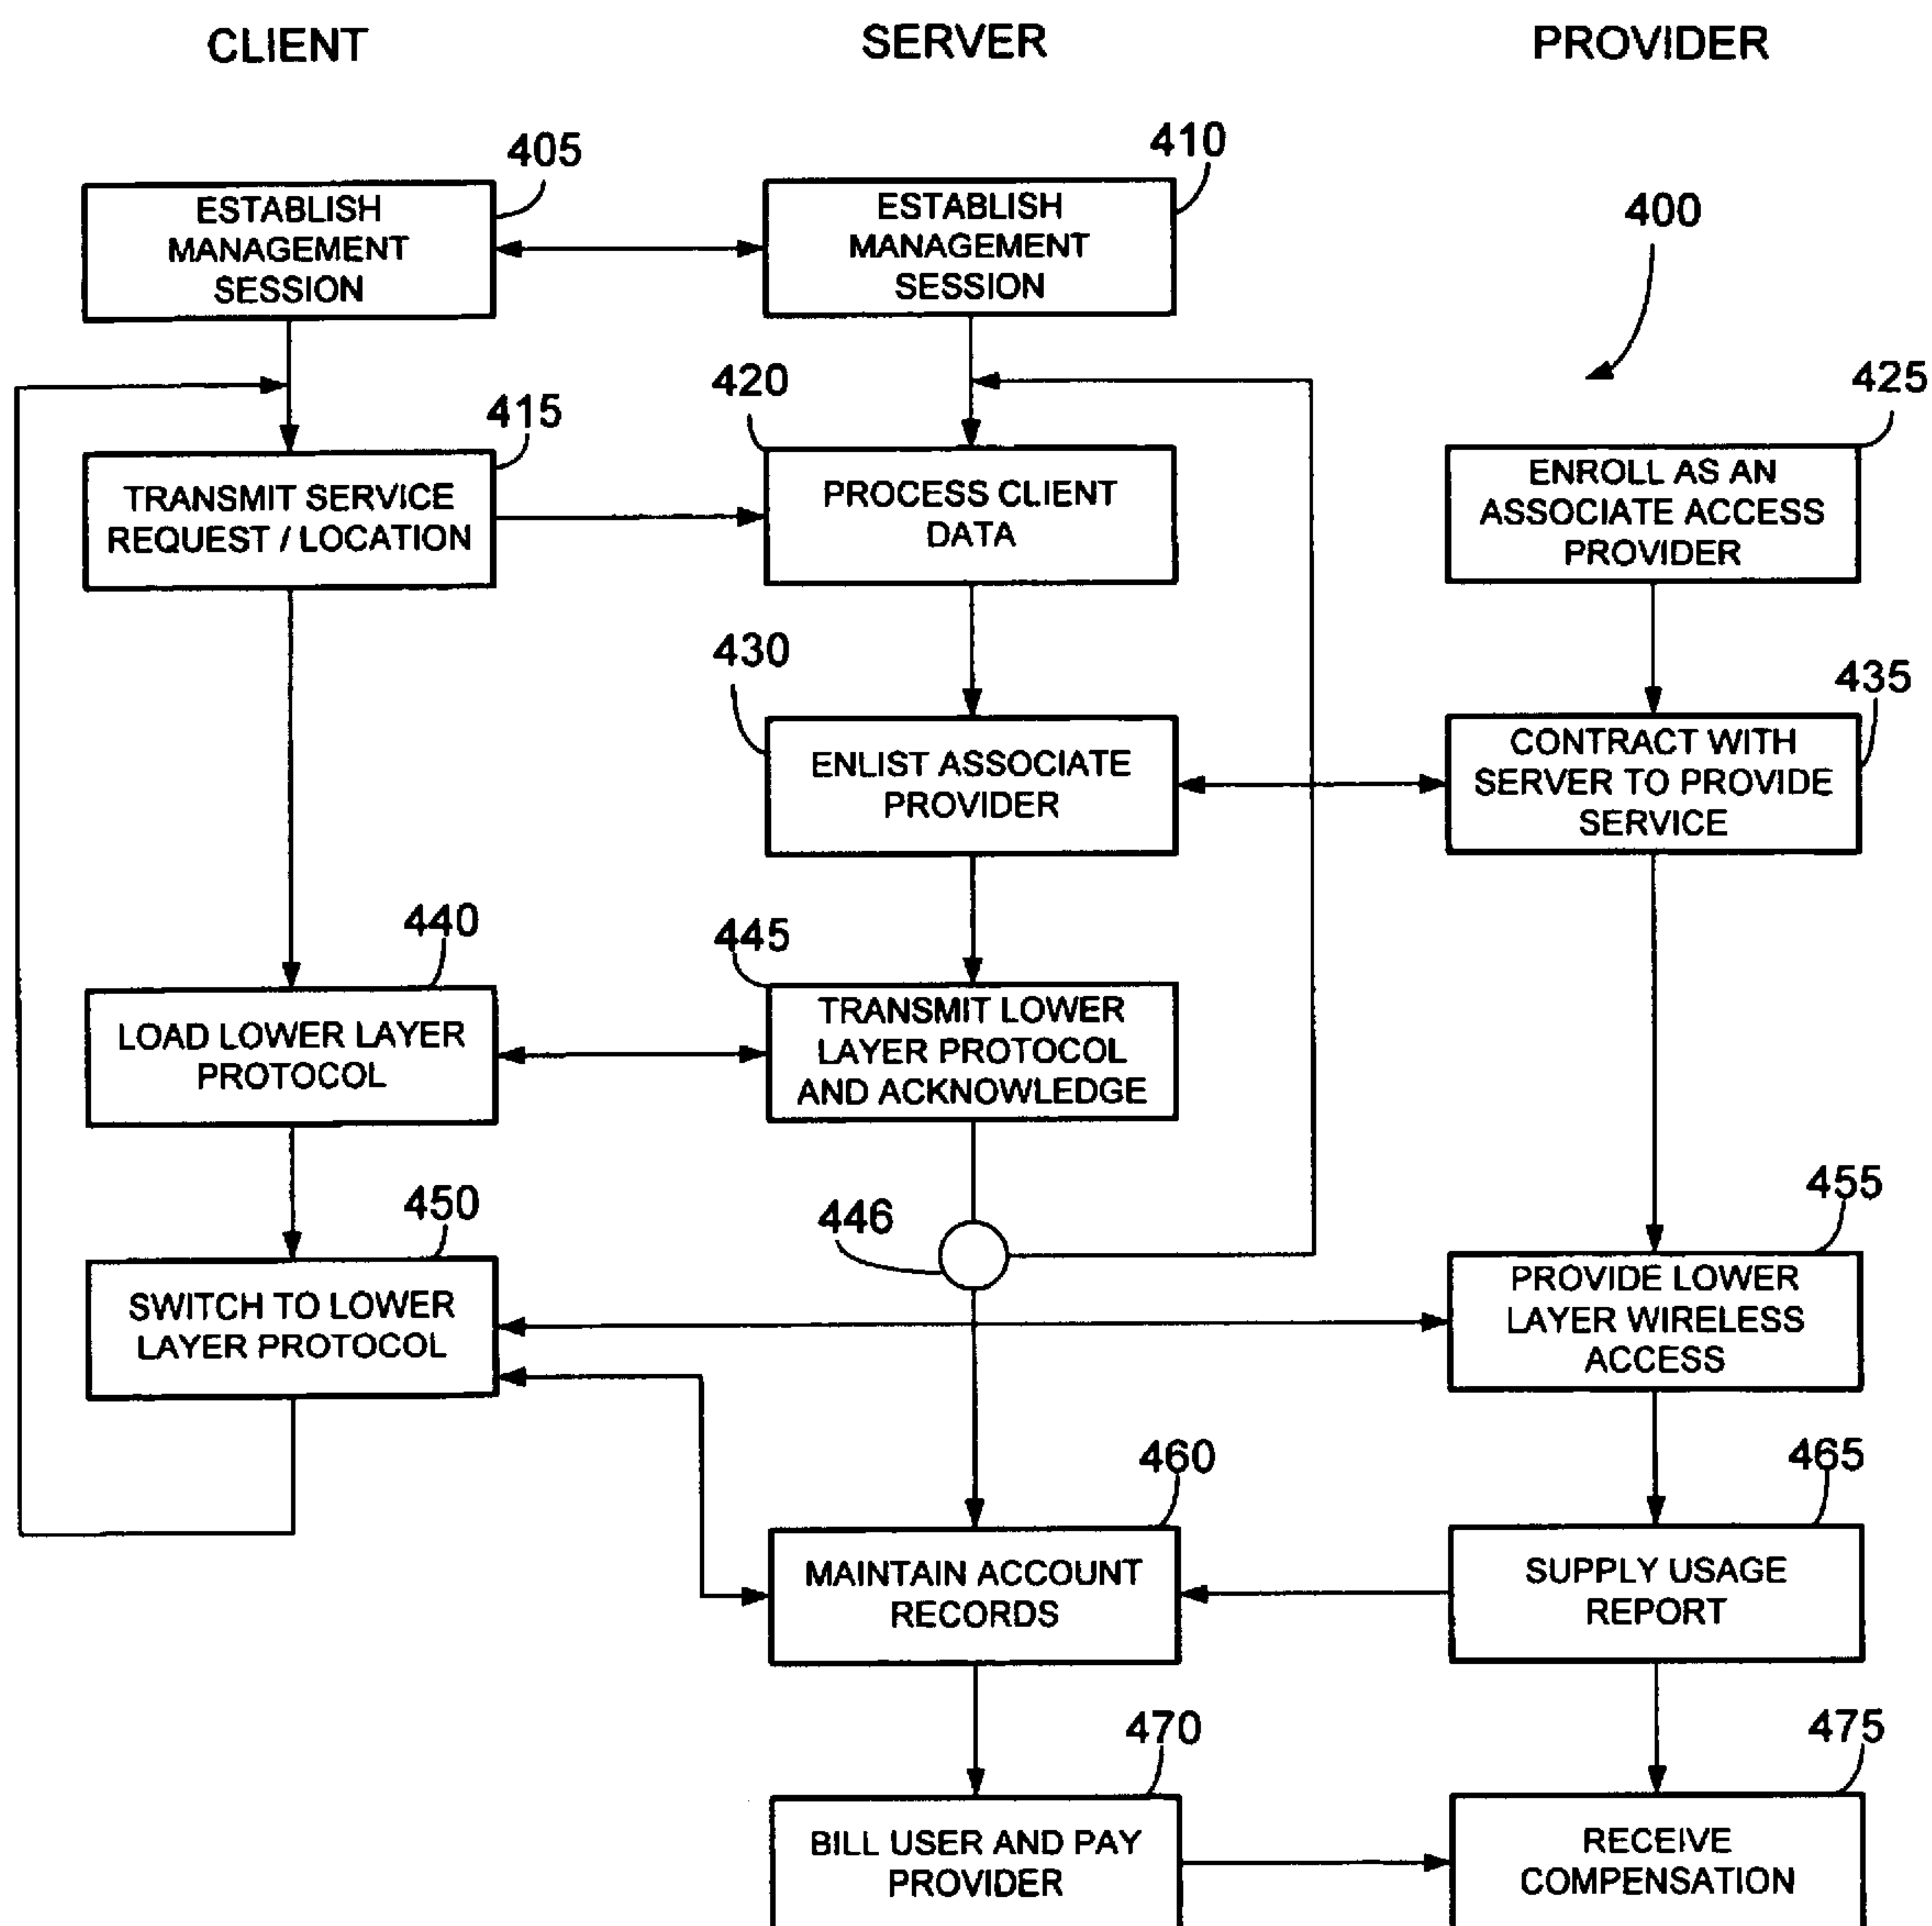 CLIENT
SERVER
PROVIDER
405
ESTABLISH
MANAGEMENT
SESSION
410
ESTABLISH
MANAGEMENT
SESSION
400
415
TRANSMIT SERVICE
REQUEST / LOCATION
420
PROCESS CLIENT
DATA
425
ENROLL AS AN
ASSOCIATE ACCESS
PROVIDER
430
ENLIST ASSOCIATE
PROVIDER
435
CONTRACT WITH
SERVER TO PROVIDE
SERVICE
440
LOAD LOWER LAYER
PROTOCOL
445
TRANSMIT LOWER
LAYER PROTOCOL
AND ACKNOWLEDGE
446
450
SWITCH TO LOWER
LAYER PROTOCOL
455
PROVIDE LOWER
LAYER WIRELESS
ACCESS
460
MAINTAIN ACCOUNT
RECORDS
465
SUPPLY USAGE
REPORT
470
BILL USER AND PAY
PROVIDER
475
RECEIVE
COMPENSATION